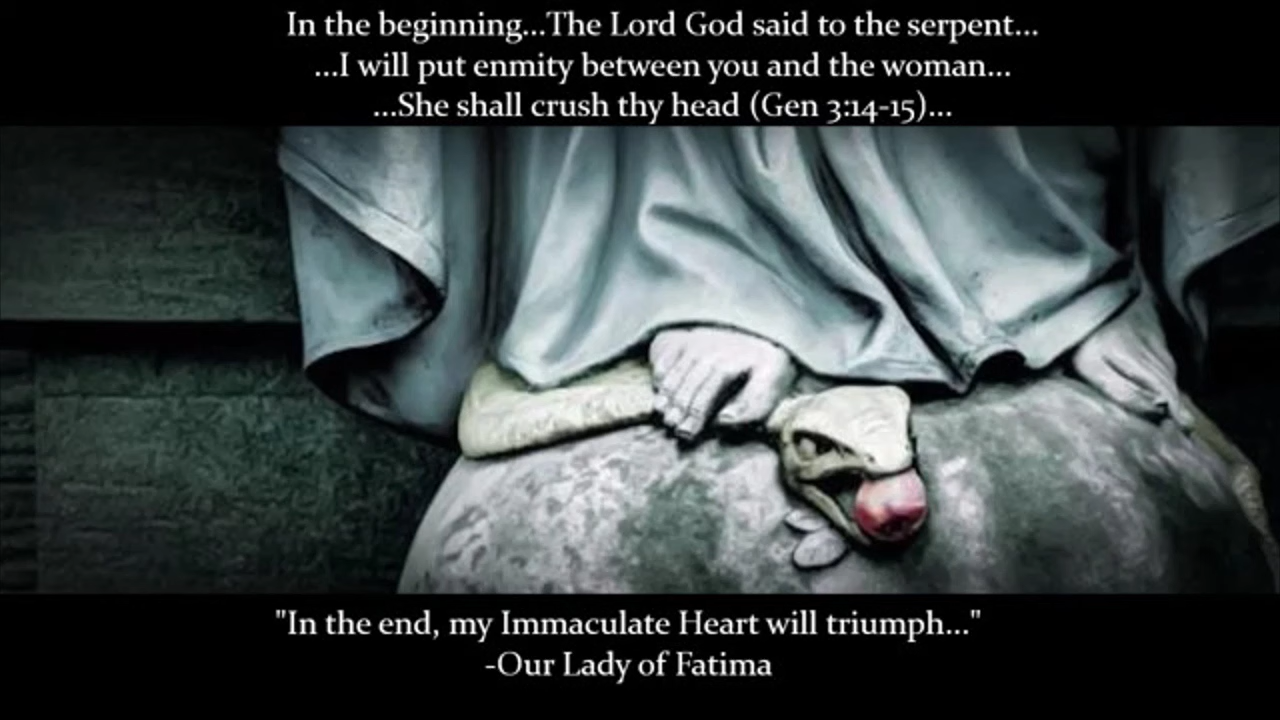 In the beginning...The Lord God said to the serpent...
...I will put enmity between you and the woman...
...She shall crush thy head (Gen 3:14-15)...
"In the end, my Immaculate Heart will triumph..."
-Our Lady of Fatima